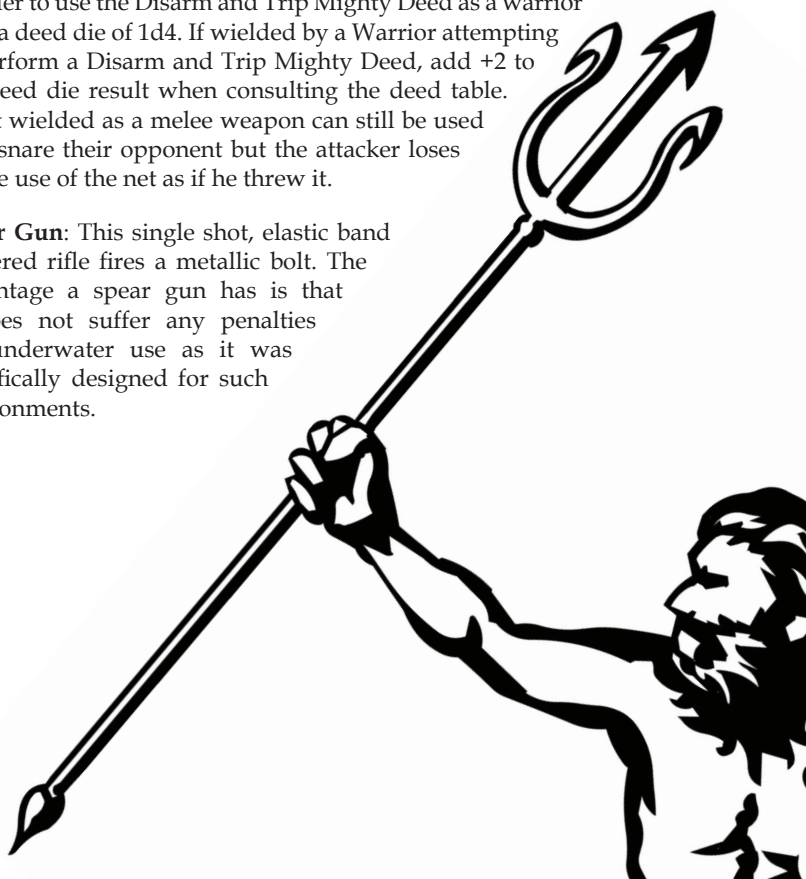 to use the Disarm and Trip Mighty Deed as a warrior
a deed die of 1d4. If wielded by a Warrior attempting
rform a Disarm and Trip Mighty Deed, add +2 to
eed die result when consulting the deed table.
wielded as a melee weapon can still be used
snare their opponent but the attacker loses
e use of the net as if he threw it.
r Gun: This single shot, elastic band
ered rifle fires a metallic bolt. The
ntage a spear gun has is that
es not suffer any penalties
underwater use as it was
fically designed for such
onments.